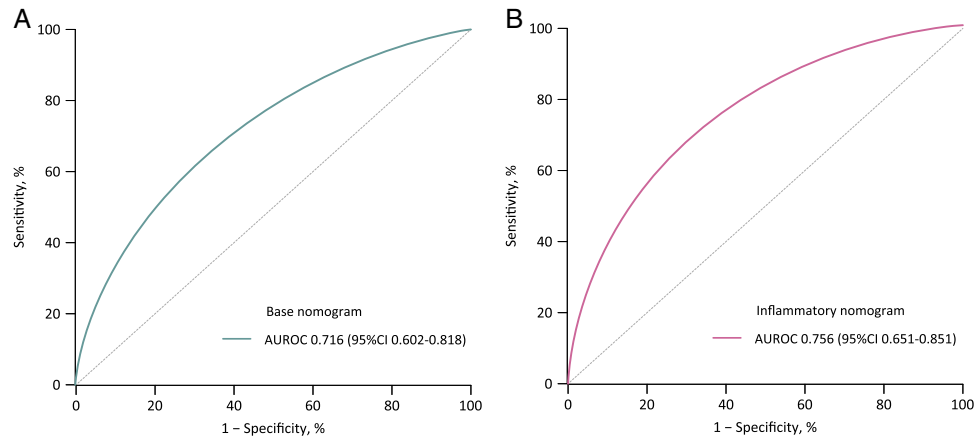 A
100
80
60
40
20
0
Sensitivity, %
Base nomogram
AUROC 0.716 (95%CI 0.602-0.818)
0 20 40 60 80 100
1 − Specificity, %
B
100
80
60
40
20
0
Sensitivity, %
Inflammatory nomogram
AUROC 0.756 (95%CI 0.651-0.851)
0 20 40 60 80 100
1 − Specificity, %